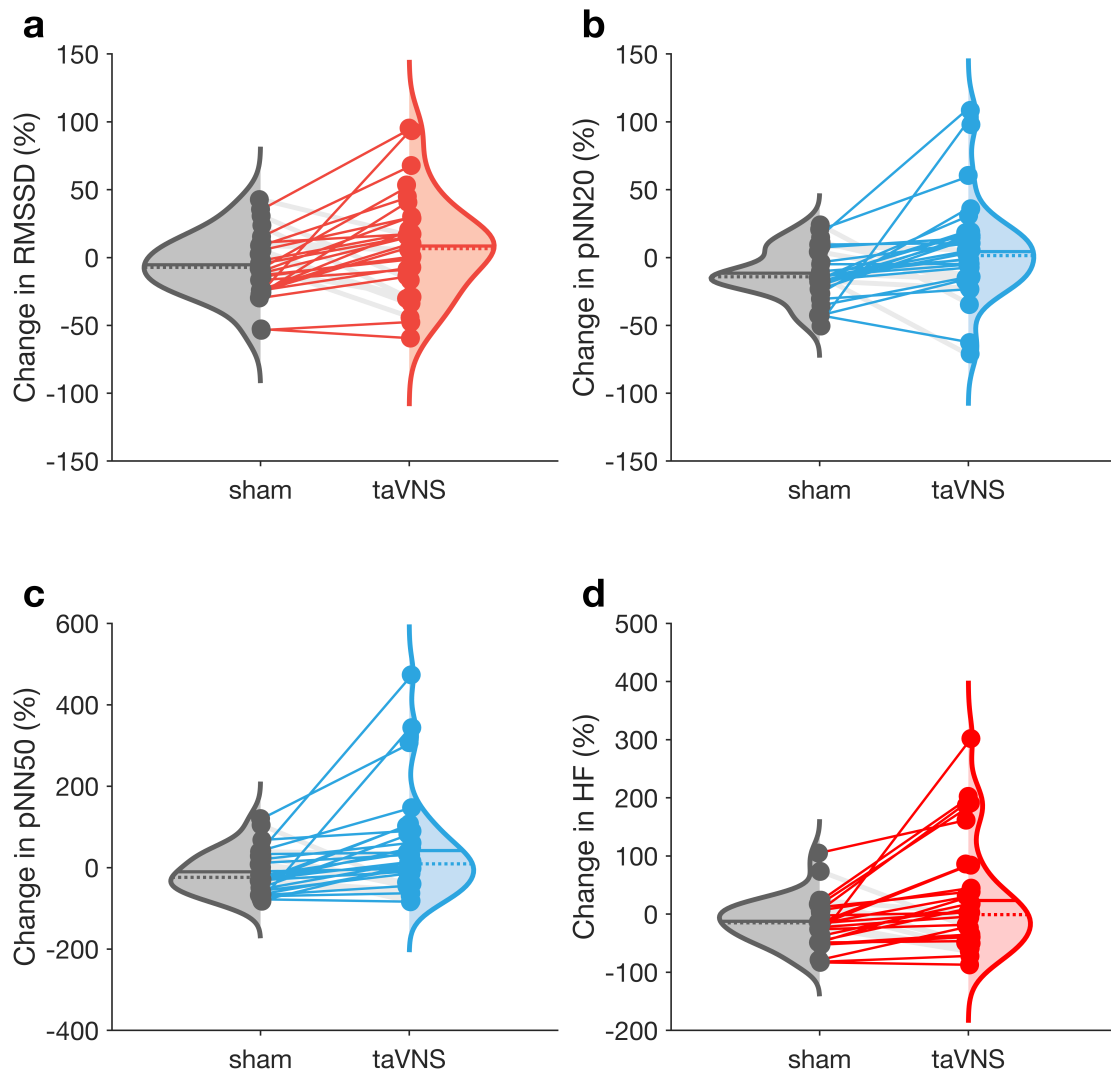 a
Change in RMSSD (%)
150
100
50
0
-50
-100
-150
sham taVNS
b
Change in pNN20 (%)
150
100
50
0
-50
-100
-150
sham taVNS
c
Change in pNN50 (%)
600
400
200
0
-200
-400
sham taVNS
d
Change in HF (%)
500
400
300
200
100
0
-100
-200
sham taVNS